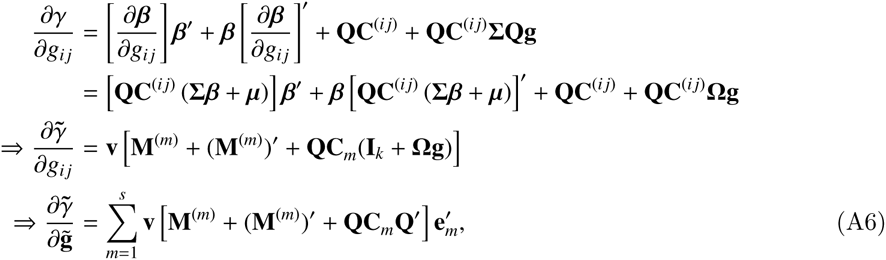 ∂γ/∂g_{ij} = [∂β/∂g_{ij}] β′ + β [∂β/∂g_{ij}]′ + QC^{(ij)} + QC^{(ij)}ΣQg
= [QC^{(ij)} (Σβ + μ)] β′ + β [QC^{(ij)} (Σβ + μ)]′ + QC^{(ij)} + QC^{(ij)}Ωg
⇒ ∂γ̃/∂g_{ij} = v [M^{(m)} + (M^{(m)})′ + QC_m(I_k + Ωg)]
⇒ ∂γ̃/∂g̃ = ∑_{m=1}^{s} v [M^{(m)} + (M^{(m)})′ + QC_mQ′] e′_m, (A6)